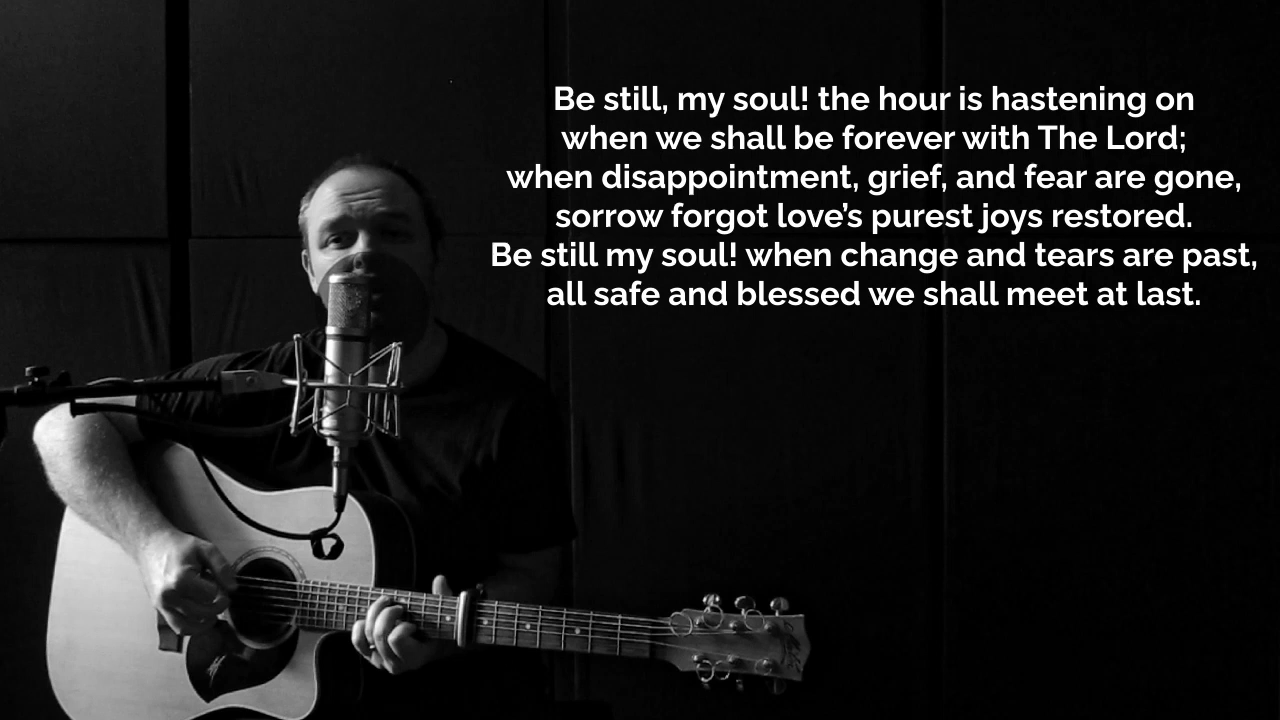 Be still, my soul! the hour is hastening on
when we shall be forever with The Lord;
when disappointment, grief, and fear are gone,
sorrow forgot love’s purest joys restored.
Be still my soul! when change and tears are past,
all safe and blessed we shall meet at last.